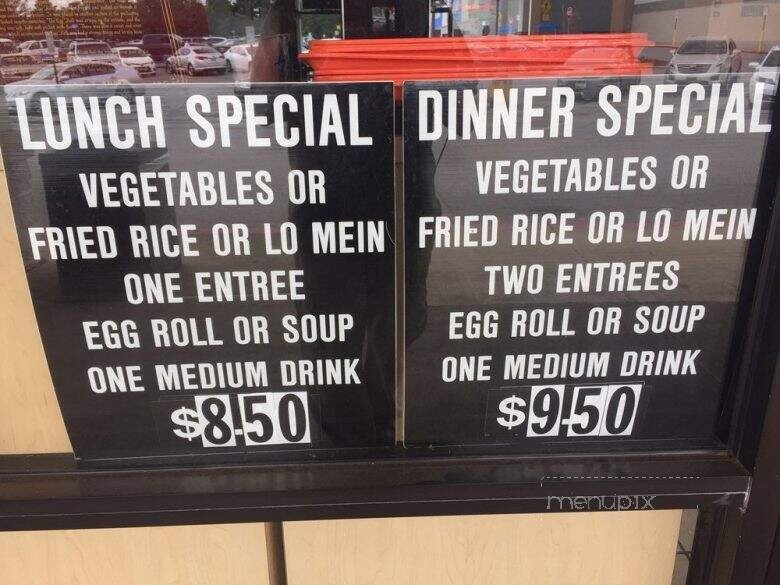 LUNCH SPECIAL
VEGETABLES OR
FRIED RICE OR LO MEIN
ONE ENTREE
EGG ROLL OR SOUP
ONE MEDIUM DRINK
$8.50
DINNER SPECIAL
VEGETABLES OR
FRIED RICE OR LO MEIN
TWO ENTREES
EGG ROLL OR SOUP
ONE MEDIUM DRINK
$9.50
menupix